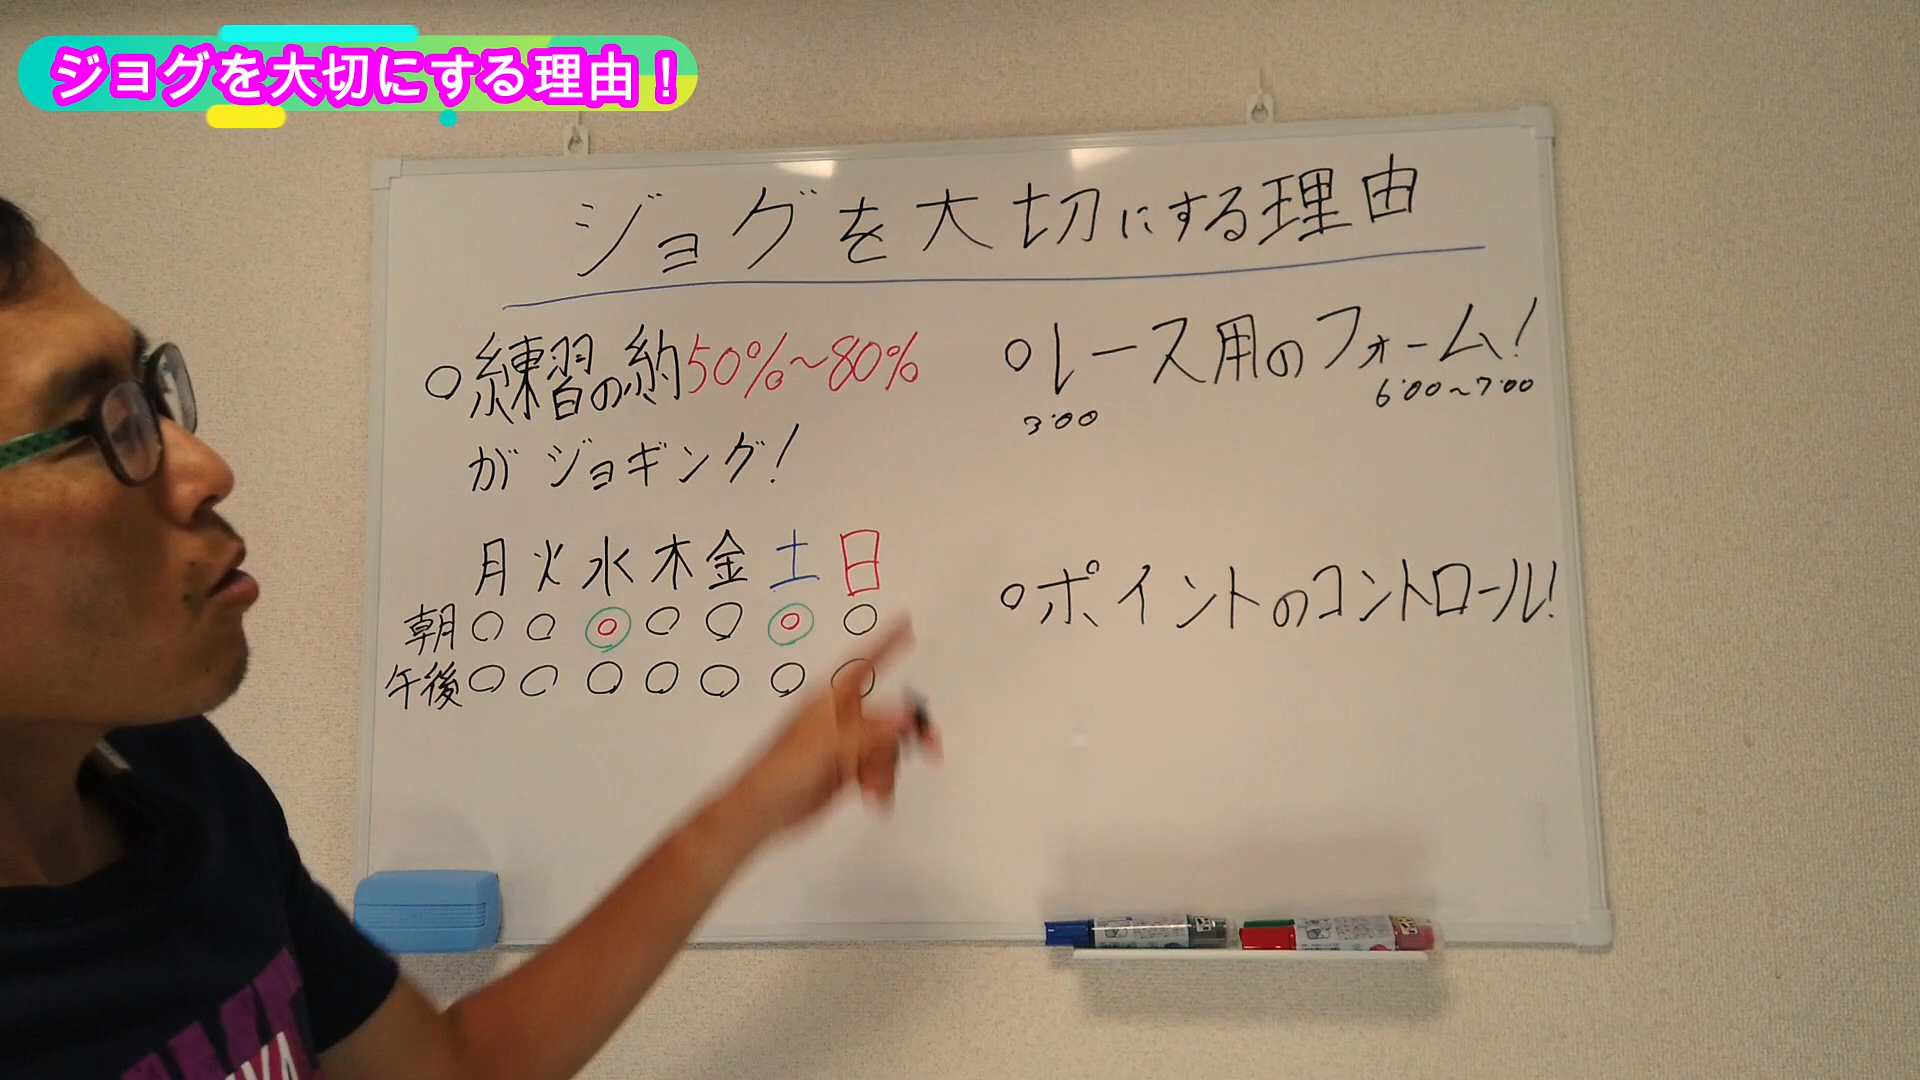 ジョグを大切にする理由！
ジョグを大切にする理由
○練習の約50%~80%
がジョギング!
月火水木金土日
朝○○◎○○◎○
午後○○○○○○○
○レース用のフォーム!
3:00 6:00~7:00
○ポイントのコントロール!